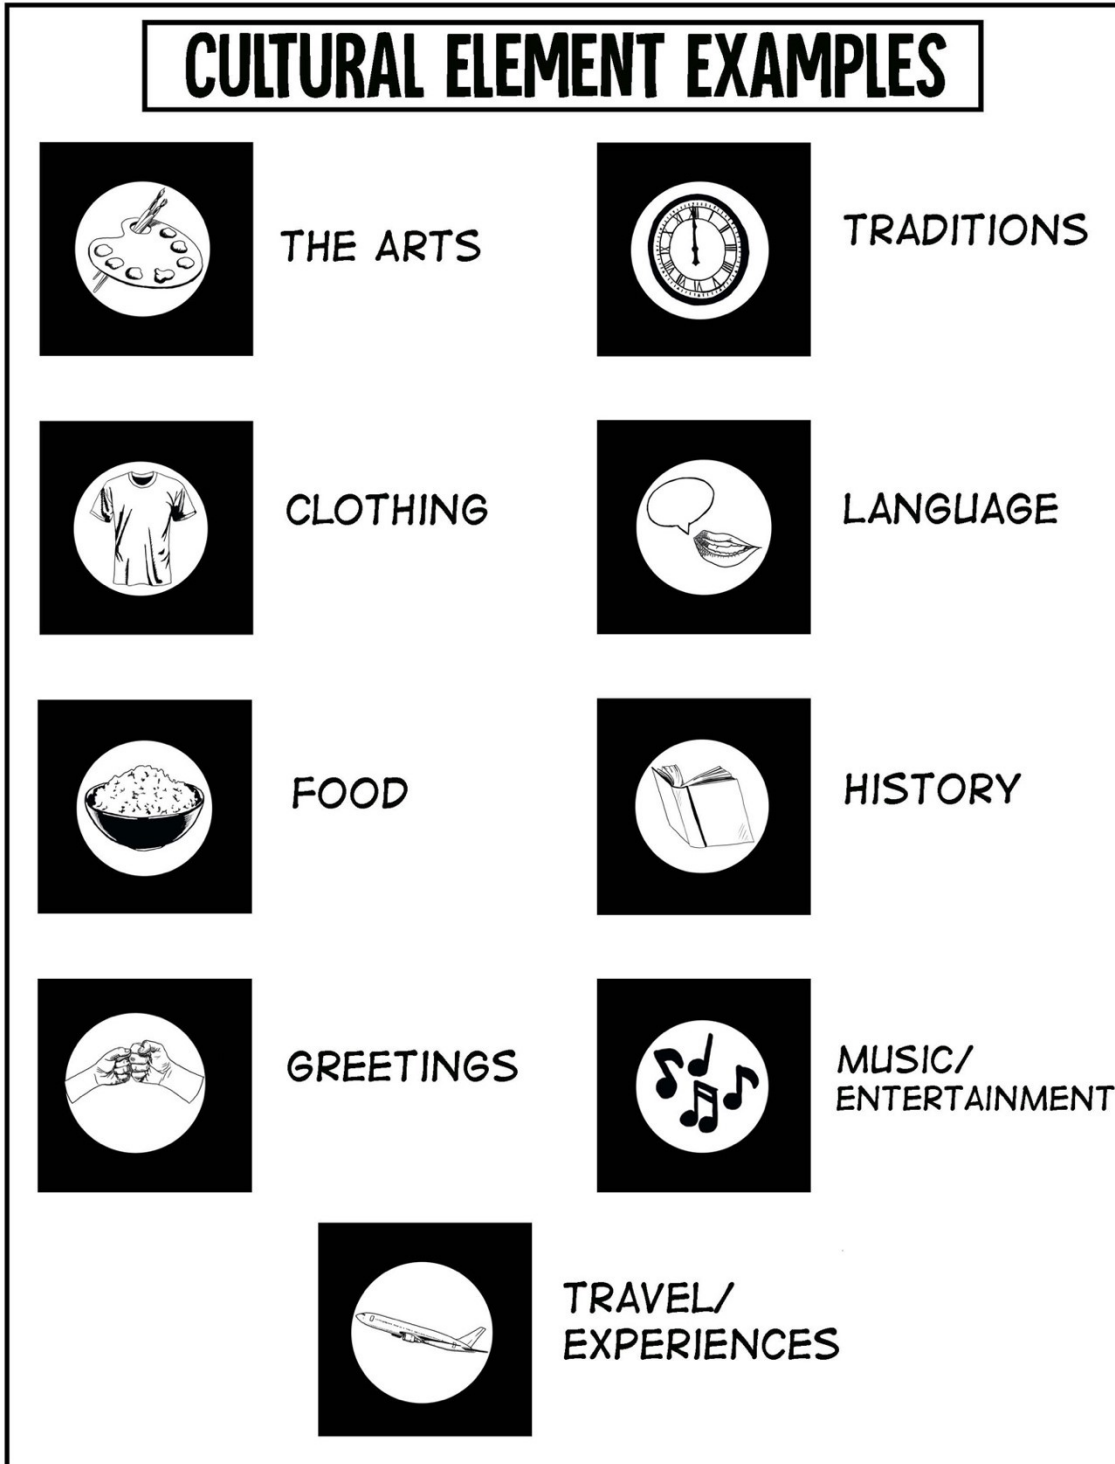 CULTURAL ELEMENT EXAMPLES
THE ARTS
TRADITIONS
CLOTHING
LANGUAGE
FOOD
HISTORY
GREETINGS
MUSIC/
ENTERTAINMENT
TRAVEL/
EXPERIENCES